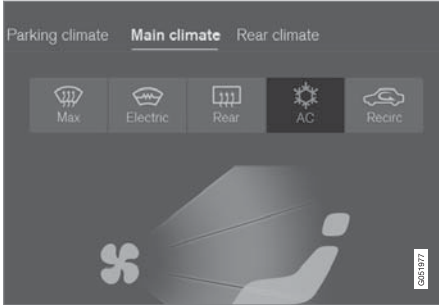 Parking climate Main climate Rear climate
Max Electric Rear AC Recirc
G051977